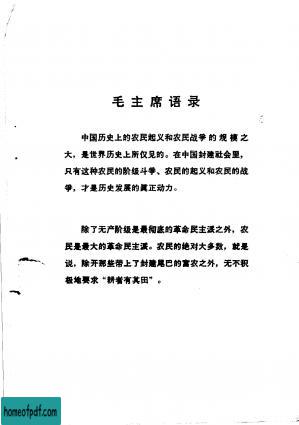 毛主席语录
中国历史上的农民起义和农民战争的规模之
大，是世界历史上所仅见的。在中国封建社会里，
只有这种农民的阶级斗争、农民的起义和农民的战
争，才是历史发展的真正动力。
除了无产阶级是最彻底的革命民主派之外，农
民是最大的革命民主派。农民的绝对大多数，就是
说，除开那些带上了封建尾巴的富农之外，无不积
极地要求“耕者有其田”。
homeofpdf.com
homeofpdf.com